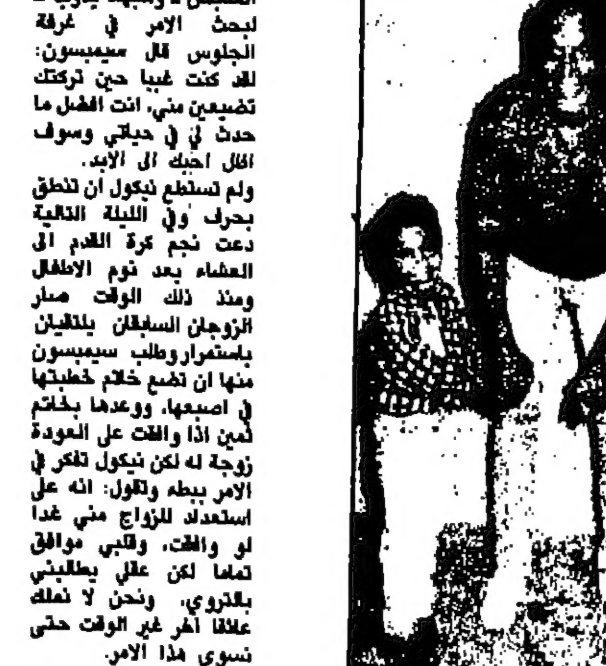 لبحث الامر في غرفة
الجلوس قال سيمبسون:
لقد كنت غبيا حين تركتك
تضيعين مني، انت افضل ما
حدث لي في حياتي وسوف
اظل احبك الى الابد.
ولم تستطع نيكول ان تنطق
بحرف وفي الليلة التالية
دعت نجم كرة القدم الى
العشاء بعد نوم الاطفال
ومنذ ذلك الوقت صار
الزوجان السابقان يلتقيان
باستمرار وطلب سيمبسون
منها ان تضع خاتم خطبتها
في اصبعها، ووعدها بخاتم
ثمين اذا وافقت على العودة
زوجة له لكن نيكول تفكر في
الامر ببطء وتقول: انه على
استعداد للزواج مني غدا
لو وافقت، وقلبي موافق
تماما لكن عقلي يطالبني
بالتروي، ونحن لا نملك
علاقا اخر غير الوقت حتى
نسوي هذا الامر.